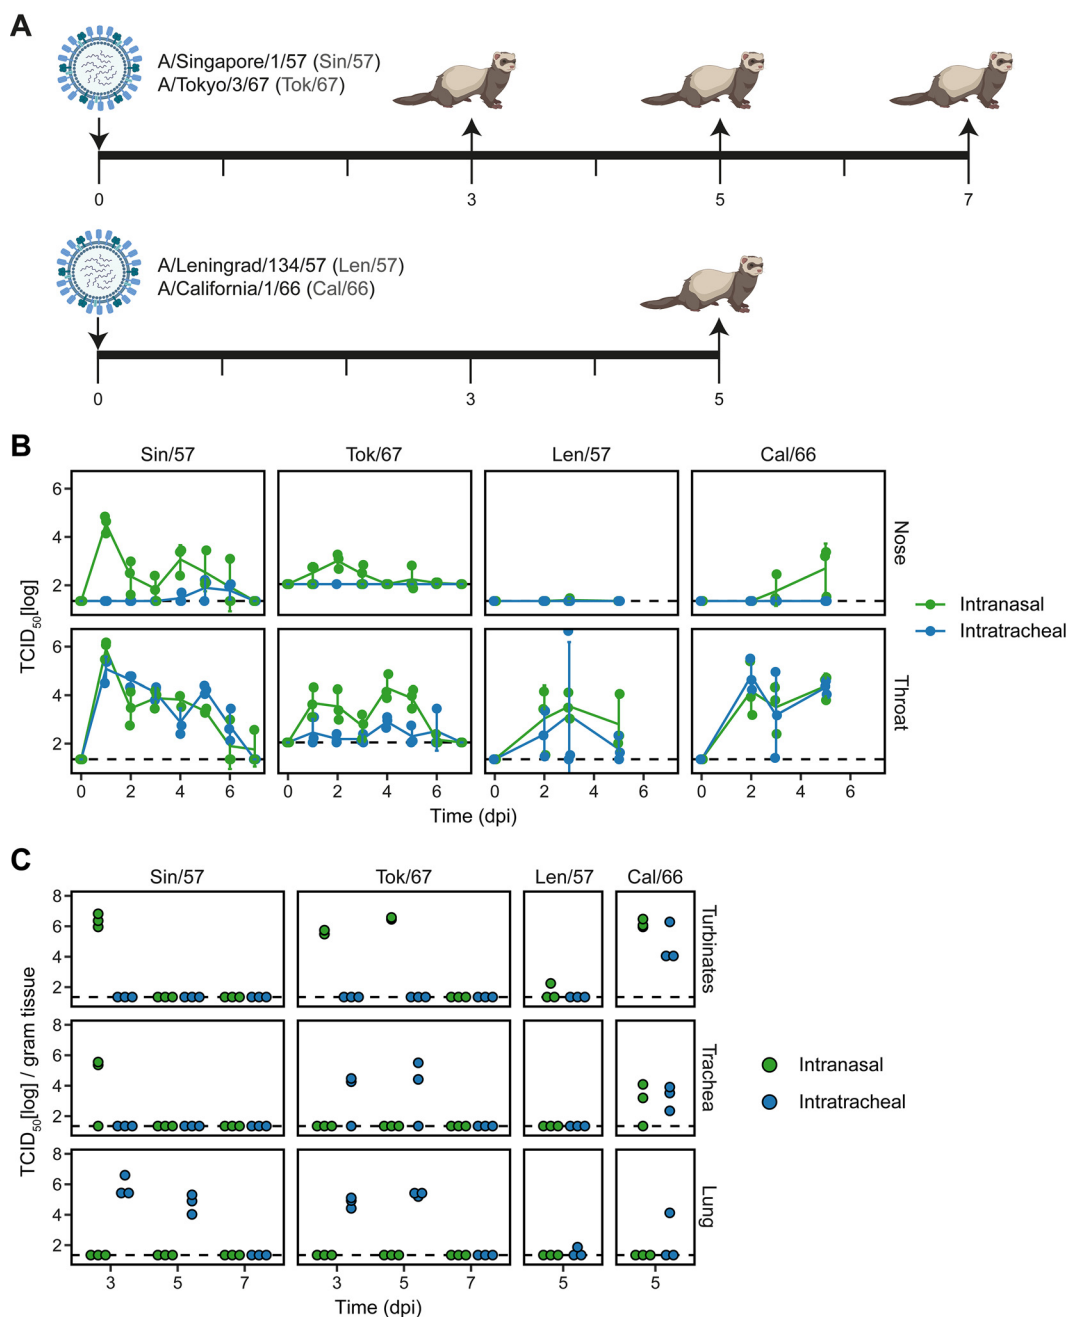 A
A/Singapore/1/57 (Sin/57)
A/Tokyo/3/67 (Tok/67)
0 3 5 7
A/Leningrad/134/57 (Len/57)
A/California/1/66 (Cal/66)
0 3 5
B
Sin/57 Tok/67 Len/57 Cal/66
6
4
2
Nose
TCID50[log]
Intranasal
Intratracheal
6
4
2
Throat
0 2 4 6 0 2 4 6 0 2 4 6 0 2 4 6
Time (dpi)
C
Sin/57 Tok/67 Len/57 Cal/66
8
6
4
2
Turbinates
TCID50[log] / gram tissue
8
6
4
2
Trachea
Intranasal
Intratracheal
8
6
4
2
Lung
3 5 7 3 5 7 5 5
Time (dpi)